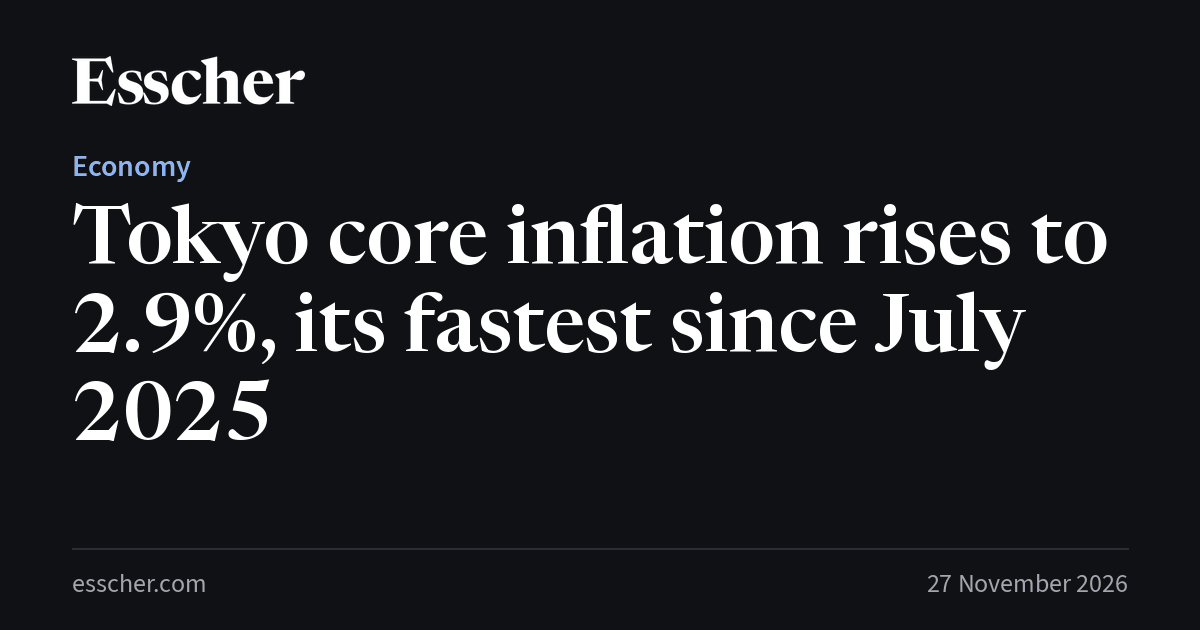 Esscher
Economy
Tokyo core inflation rises to
2.9%, its fastest since July
2025
esscher.com
27 November 2026